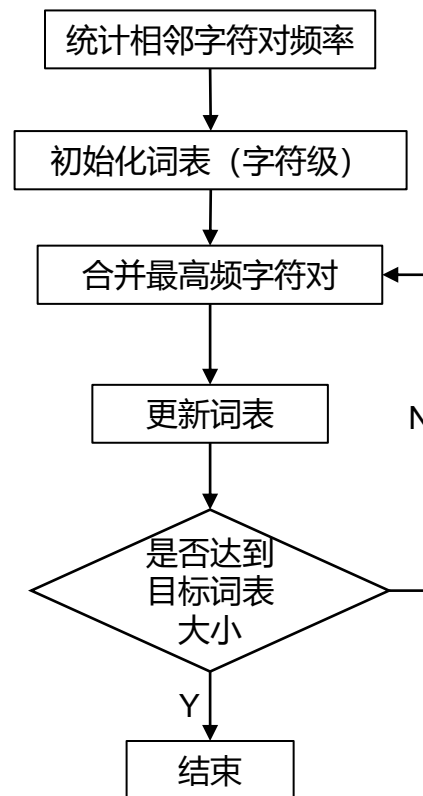 统计相邻字符对频率
初始化词表（字符级）
合并最高频字符对
更新词表
N
是否达到
目标词表
大小
Y
结束